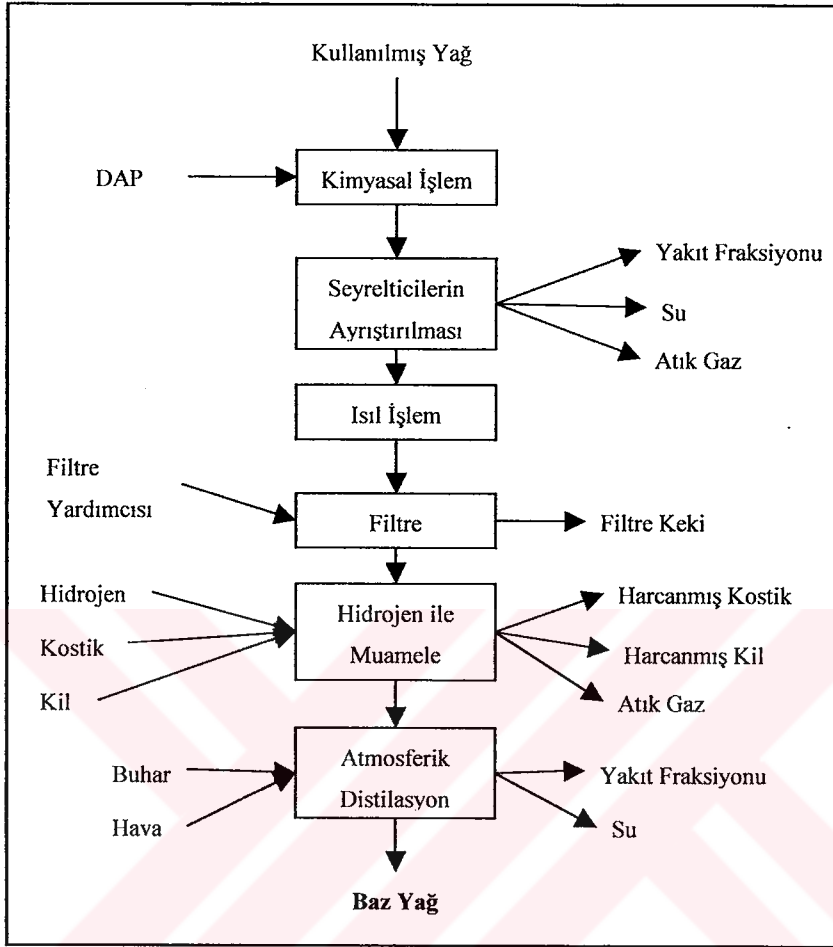 Kullanılmış Yağ
DAP
Kimyasal İşlem
Seyrelticilerin
Ayrıştırılması
Yakıt Fraksiyonu
Su
Atık Gaz
Isıl İşlem
Filtre
Yardımcısı
Filtre
Filtre Keki
Hidrojen
Kostik
Kil
Hidrojen ile
Muamele
Harcanmış Kostik
Harcanmış Kil
Atık Gaz
Buhar
Hava
Atmosferik
Distilasyon
Yakıt Fraksiyonu
Su
Baz Yağ